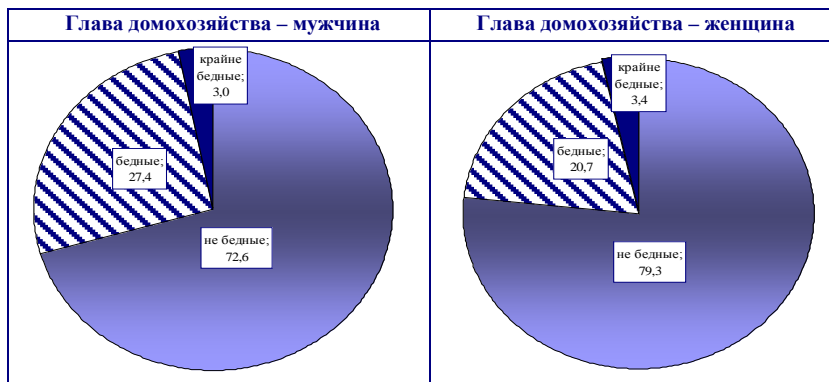 Глава домохозяйства – мужчина
крайне
бедные;
3,0
бедные;
27,4
не бедные;
72,6
Глава домохозяйства – женщина
крайне
бедные;
3,4
бедные;
20,7
не бедные;
79,3